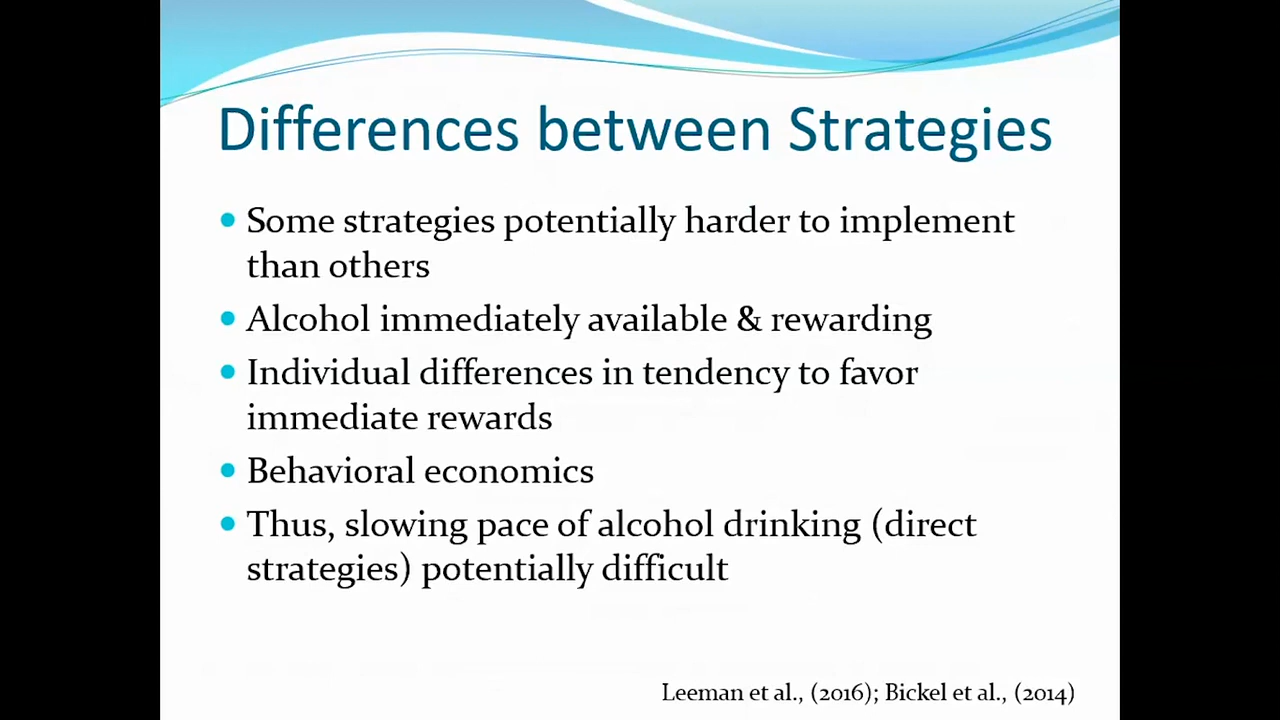 Differences between Strategies
• Some strategies potentially harder to implement
than others
• Alcohol immediately available & rewarding
• Individual differences in tendency to favor
immediate rewards
• Behavioral economics
• Thus, slowing pace of alcohol drinking (direct
strategies) potentially difficult
Leeman et al., (2016); Bickel et al., (2014)